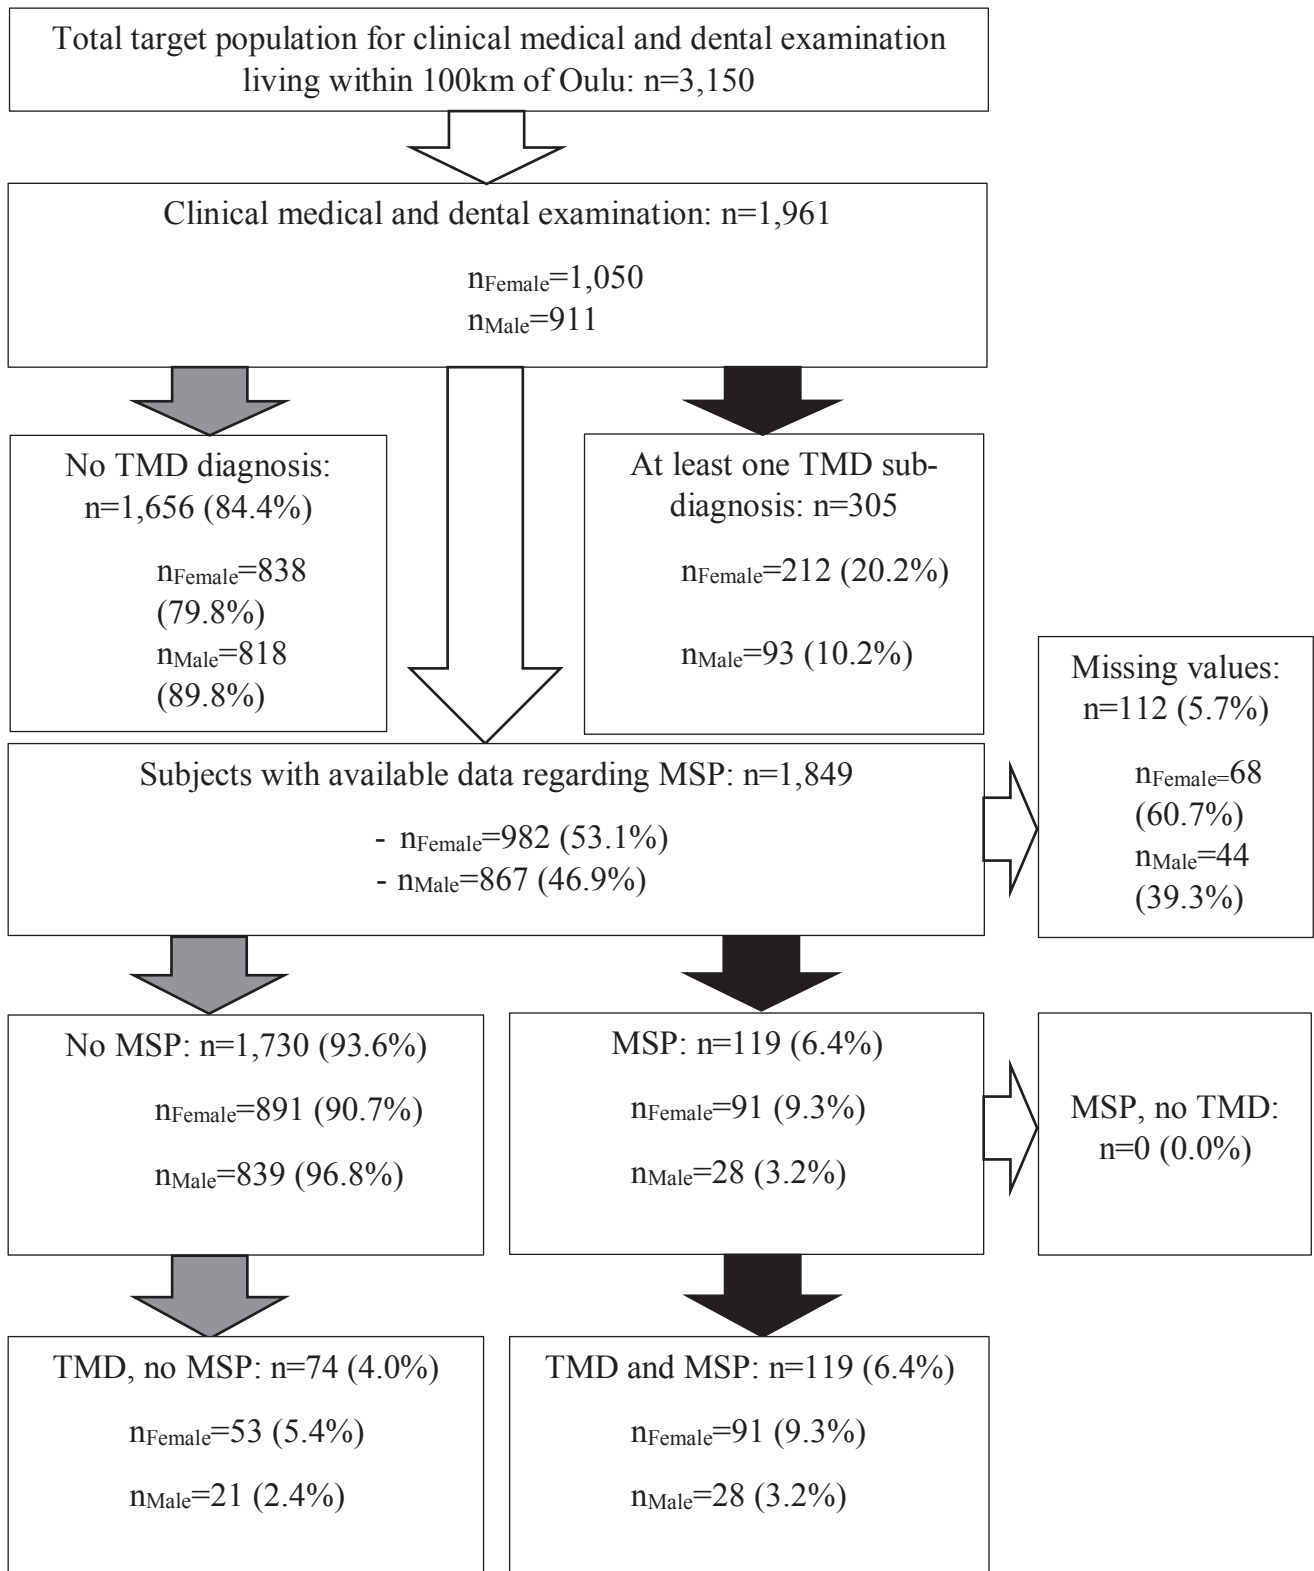 Total target population for clinical medical and dental examination
living within 100km of Oulu: n=3,150
Clinical medical and dental examination: n=1,961
nFemale=1,050
nMale=911
No TMD diagnosis:
n=1,656 (84.4%)
nFemale=838
(79.8%)
nMale=818
(89.8%)
At least one TMD sub-
diagnosis: n=305
nFemale=212 (20.2%)
nMale=93 (10.2%)
Missing values:
n=112 (5.7%)
nFemale=68
(60.7%)
nMale=44
(39.3%)
Subjects with available data regarding MSP: n=1,849
- nFemale=982 (53.1%)
- nMale=867 (46.9%)
No MSP: n=1,730 (93.6%)
nFemale=891 (90.7%)
nMale=839 (96.8%)
MSP: n=119 (6.4%)
nFemale=91 (9.3%)
nMale=28 (3.2%)
MSP, no TMD:
n=0 (0.0%)
TMD, no MSP: n=74 (4.0%)
nFemale=53 (5.4%)
nMale=21 (2.4%)
TMD and MSP: n=119 (6.4%)
nFemale=91 (9.3%)
nMale=28 (3.2%)